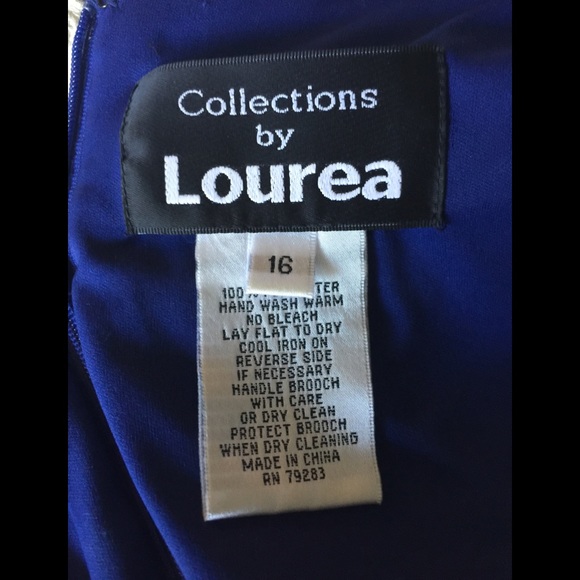 Collections
by
Lourea
16
100% TER
HAND WASH WARM
NO BLEACH
LAY FLAT TO DRY
COOL IRON ON
REVERSE SIDE
IF NECESSARY
HANDLE BROOCH
WITH CARE
OR DRY CLEAN
PROTECT BROOCH
WHEN DRY CLEANING
MADE IN CHINA
RN 79283